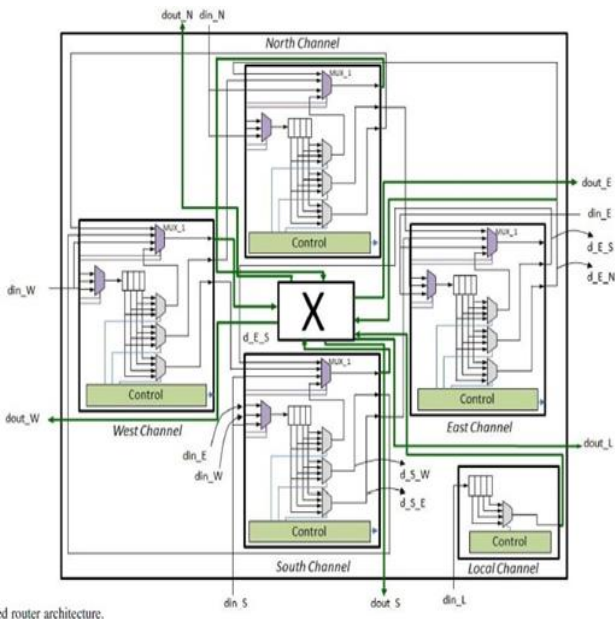 dout_N din_N
North Channel
MUX_1
Control
dout_E
din_E
d_E_S
d_E_N
MUX_1
MUX_1
din_W
X
d_E_S
Control
Control
MUX_1
dout_W
West Channel
East Channel
din_E
din_W
dout_L
d_S_W
d_S_E
Control
Control
South Channel
Local Channel
din_S
dout_S
din_L
ed router architecture.